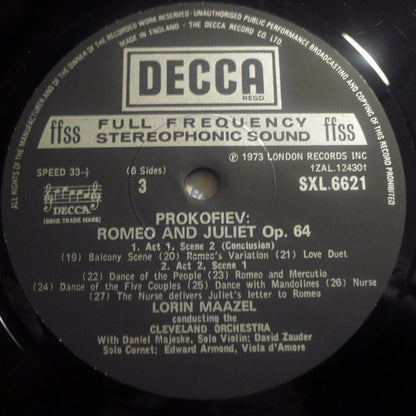 ALL RIGHTS OF THE MANUFACTURER AND OF THE OWNER OF THE RECORDED WORK RESERVED · UNAUTHORISED PUBLIC PERFORMANCE BROADCASTING AND COPYING OF THIS RECORD PROHIBITED
MADE IN ENGLAND · THE DECCA RECORD CO LTD
DECCA
REGD.
ffss FULL FREQUENCY ffss
STEREOPHONIC SOUND
℗ 1973 LONDON RECORDS INC
SPEED 33-⅓ (6 Sides) †ZAL.12430†
3 SXL.6621
DECCA
(REGD. TRADE MARK)
PROKOFIEV:
ROMEO AND JULIET Op. 64
1. Act 1, Scene 2 (Conclusion)
(19) Balcony Scene (20) Romeo's Variation (21) Love Duet
2. Act 2, Scene 1
(22) Dance of the People (23) Romeo and Mercutio
(24) Dance of the Five Couples (25) Dance with Mandolines (26) Nurse
(27) The Nurse delivers Juliet's letter to Romeo
LORIN MAAZEL
conducting the
CLEVELAND ORCHESTRA
With Daniel Majeske, Solo Violin: David Zauder
Solo Cornet; Edward Armond, Viola d'Amore